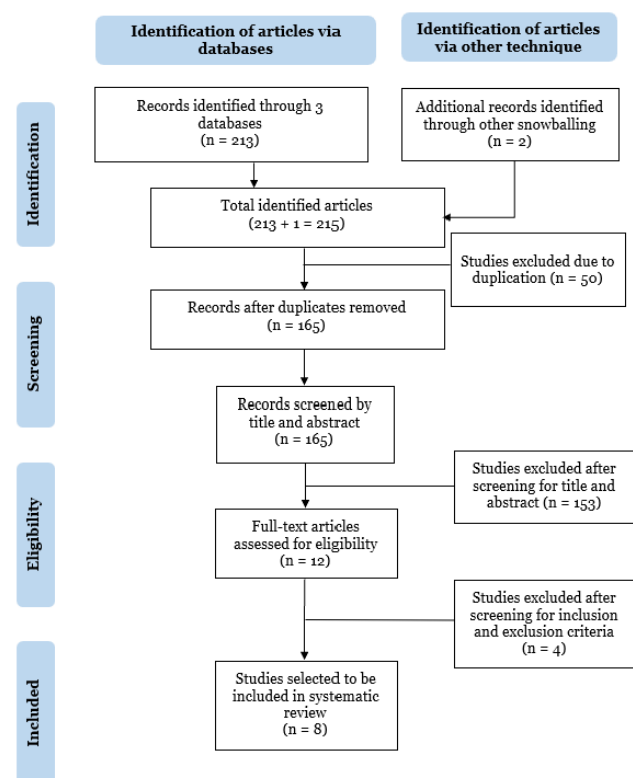 Identification of articles via
databases
Identification of articles
via other technique
Identification
Records identified through 3
databases
(n = 213)
Additional records identified
through other snowballing
(n = 2)
Total identified articles
(213 + 1 = 215)
Studies excluded due to
duplication (n = 50)
Screening
Records after duplicates removed
(n = 165)
Records screened by
title and abstract
(n = 165)
Studies excluded after
screening for title and
abstract (n = 153)
Eligibility
Full-text articles
assessed for eligibility
(n = 12)
Studies excluded after
screening for inclusion
and exclusion criteria
(n = 4)
Included
Studies selected to be
included in systematic
review
(n = 8)